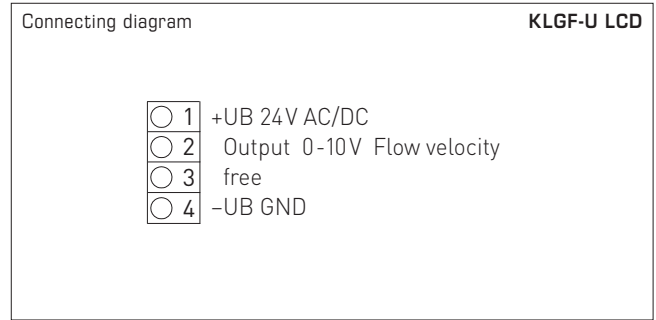 Connecting diagram KLGF-U LCD
1 +UB 24V AC/DC
2 Output 0-10V Flow velocity
3 free
4 –UB GND